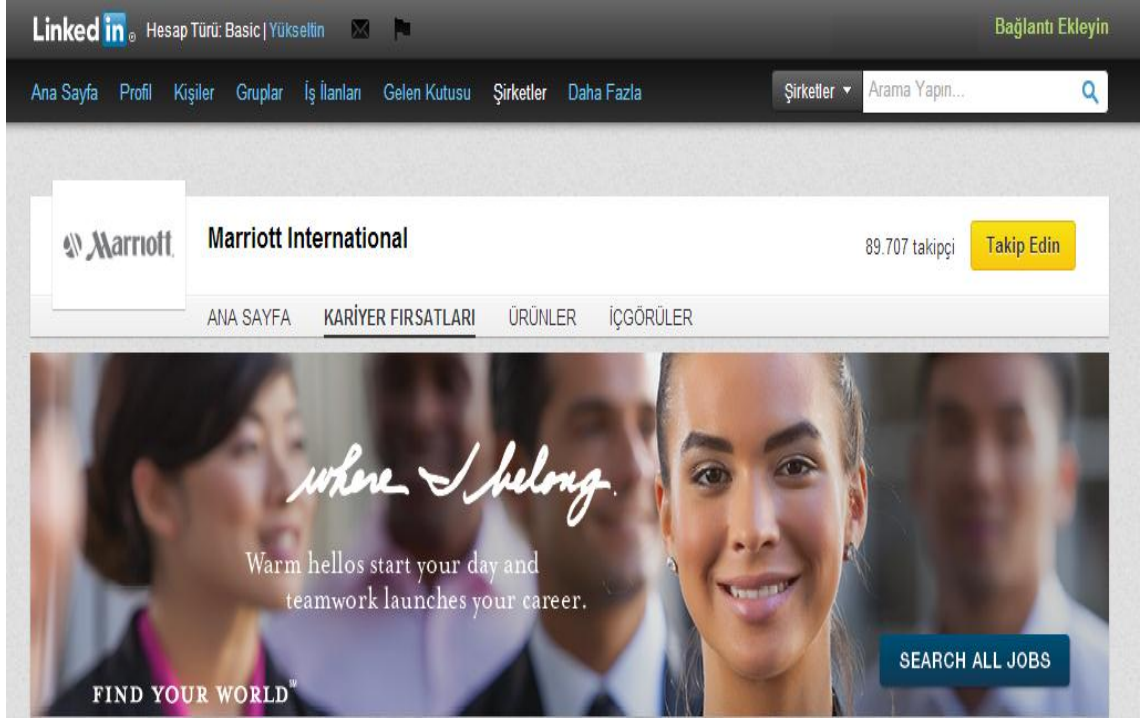 Linked in® Hesap Türü: Basic | Yükseltin
Bağlantı Ekleyin
Ana Sayfa Profil Kişiler Gruplar İş İlanları Gelen Kutusu Şirketler Daha Fazla
Şirketler Arama Yapın...
Marriott
Marriott International
89.707 takipçi Takip Edin
ANA SAYFA KARİYER FIRSATLARI ÜRÜNLER İÇGÖRÜLER
where I belong.
Warm hellos start your day and
teamwork launches your career.
SEARCH ALL JOBS
FIND YOUR WORLD℠